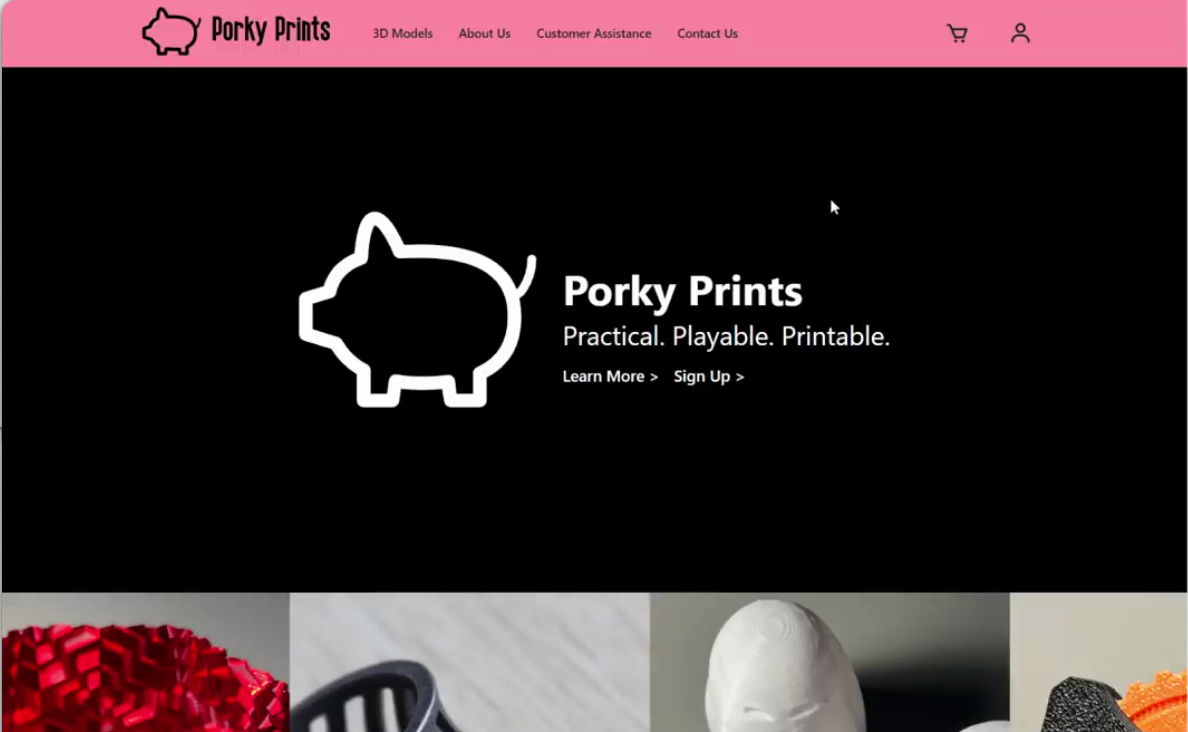 Porky Prints
3D Models
About Us
Customer Assistance
Contact Us
Porky Prints
Practical. Playable. Printable.
Learn More >
Sign Up >